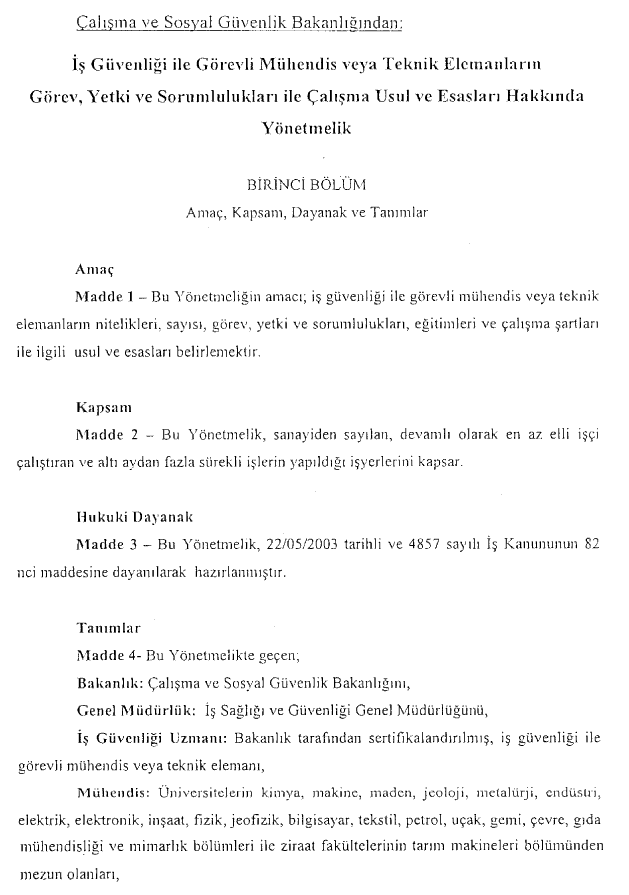 Çalışma ve Sosyal Güvenlik Bakanlığından:
İş Güvenliği ile Görevli Mühendis veya Teknik Elemanların
Görev, Yetki ve Sorumlulukları ile Çalışma Usul ve Esasları Hakkında
Yönetmelik
BİRİNCİ BÖLÜM
Amaç, Kapsam, Dayanak ve Tanımlar
Amaç
Madde 1 – Bu Yönetmeliğin amacı; iş güvenliği ile görevli mühendis veya teknik
elemanların nitelikleri, sayısı, görev, yetki ve sorumlulukları, eğitimleri ve çalışma şartları
ile ilgili usul ve esasları belirlemektir.
Kapsam
Madde 2 – Bu Yönetmelik, sanayiden sayılan, devamlı olarak en az elli işçi
çalıştıran ve altı aydan fazla sürekli işlerin yapıldığı işyerlerini kapsar.
Hukuki Dayanak
Madde 3 – Bu Yönetmelik, 22/05/2003 tarihli ve 4857 sayılı İş Kanununun 82
nci maddesine dayanılarak hazırlanmıştır.
Tanımlar
Madde 4- Bu Yönetmelikte geçen;
Bakanlık: Çalışma ve Sosyal Güvenlik Bakanlığını,
Genel Müdürlük: İş Sağlığı ve Güvenliği Genel Müdürlüğünü,
İş Güvenliği Uzmanı: Bakanlık tarafından sertifikalandırılmış, iş güvenliği ile
görevli mühendis veya teknik elemanı,
Mühendis: Üniversitelerin kimya, makine, maden, jeoloji, metalürji, endüstri,
elektrik, elektronik, inşaat, fizik, jeofizik, bilgisayar, tekstil, petrol, uçak, gemi, çevre, gıda
mühendisliği ve mimarlık bölümleri ile ziraat fakültelerinin tarım makineleri bölümünden
mezun olanları,